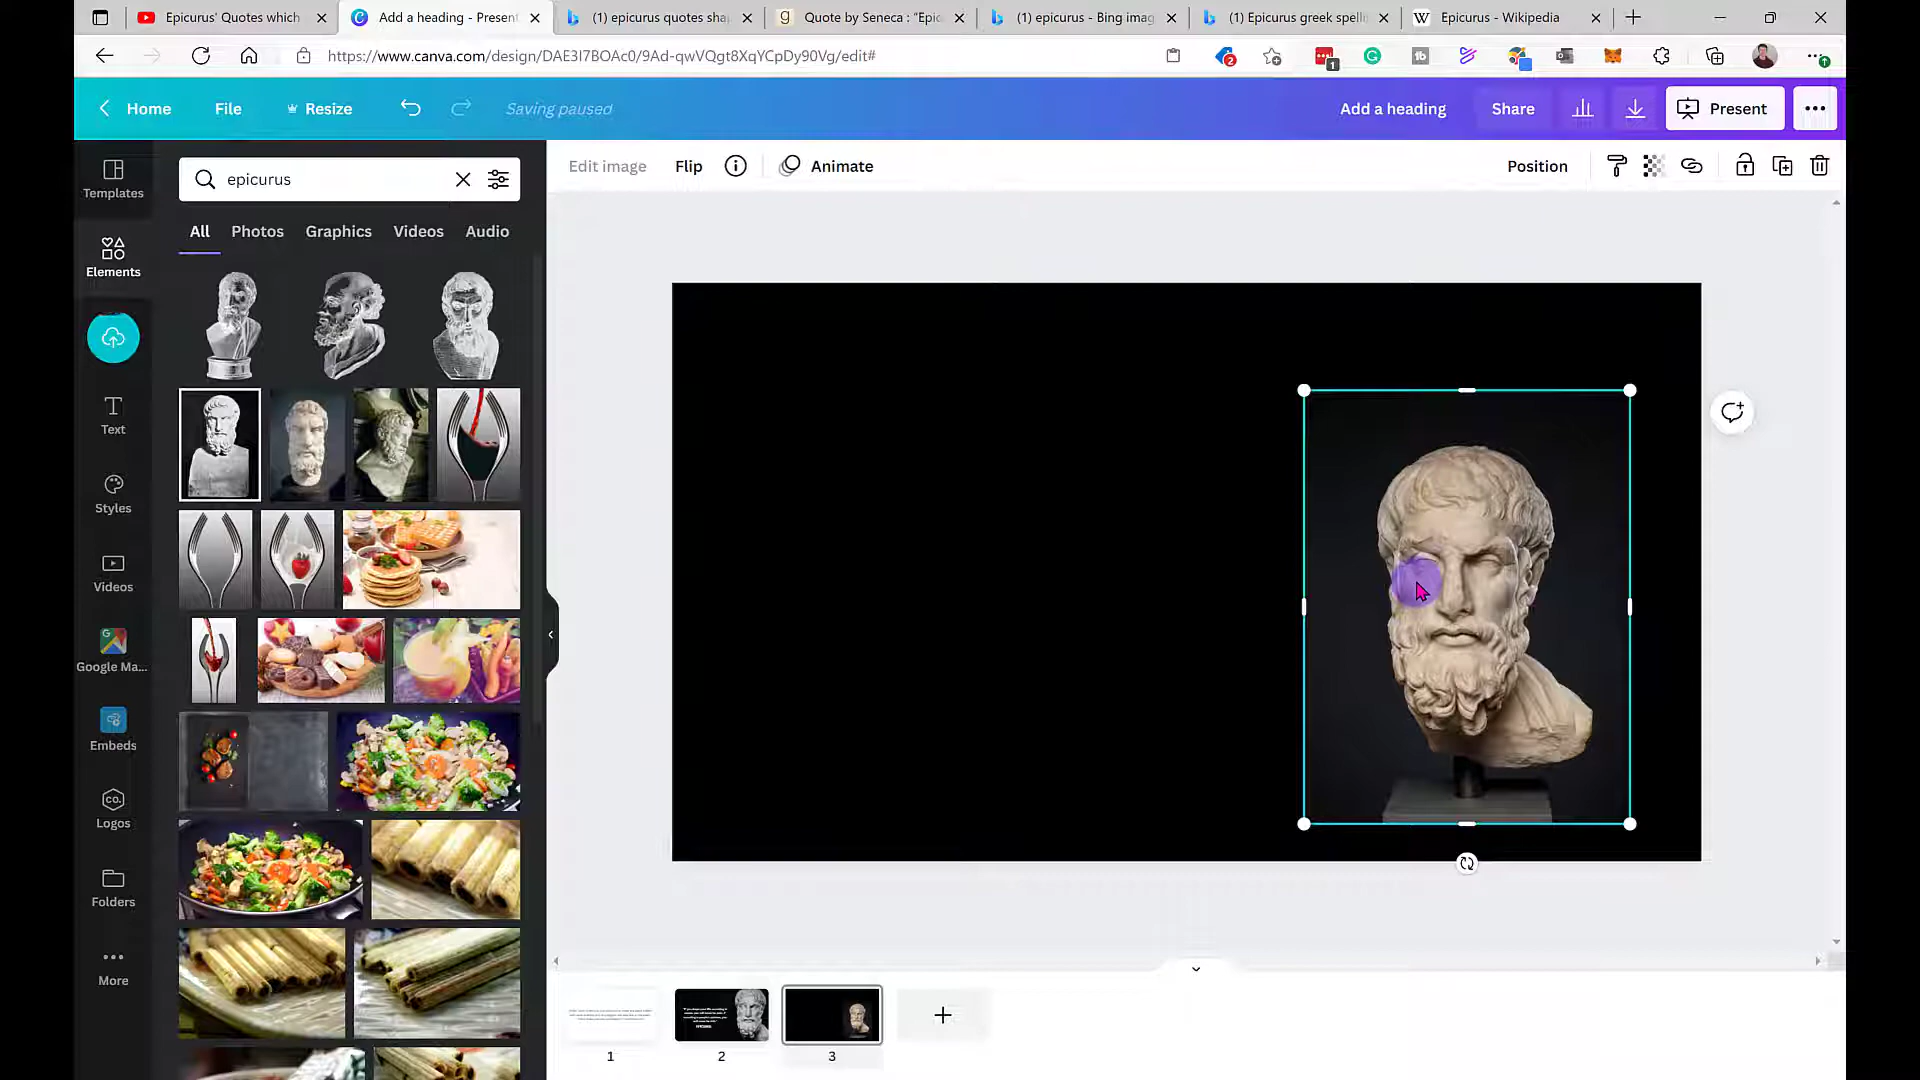 Epicurus' Quotes which
Add a heading - Present
(1) epicurus quotes sha
Quote by Seneca : "Epic
(1) epicurus - Bing imag
(1) Epicurus greek spelli
Epicurus - Wikipedia
https://www.canva.com/design/DAE3I7BOAc0/9Ad-qwVQgt8XqYCpDy90Vg/edit#
Home
File
Resize
Saving paused
Add a heading
Share
Present
Templates
epicurus
Edit image
Flip
Animate
Position
All
Photos
Graphics
Videos
Audio
Elements
Text
Styles
Videos
Google Ma...
Embeds
Logos
Folders
More
1
2
3